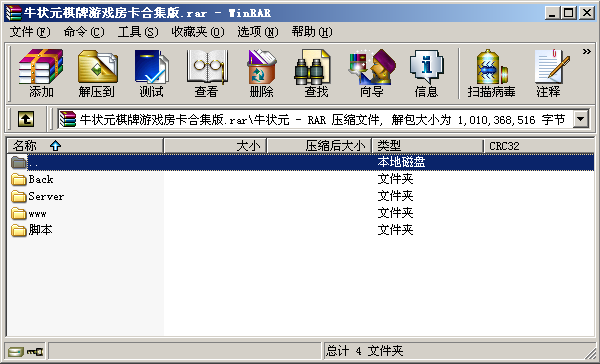 牛状元棋牌游戏房卡合集版.rar - WinRAR
文件(F) 命令(C) 工具(S) 收藏夹(O) 选项(N) 帮助(H)
添加 解压到 测试 查看 删除 查找 向导 信息 扫描病毒 注释 »
牛状元棋牌游戏房卡合集版.rar\牛状元 - RAR 压缩文件, 解包大小为 1,010,368,516 字节
名称 大小 压缩后大小 类型 CRC32
.. 本地磁盘
Back 文件夹
Server 文件夹
www 文件夹
脚本 文件夹
总计 4 文件夹